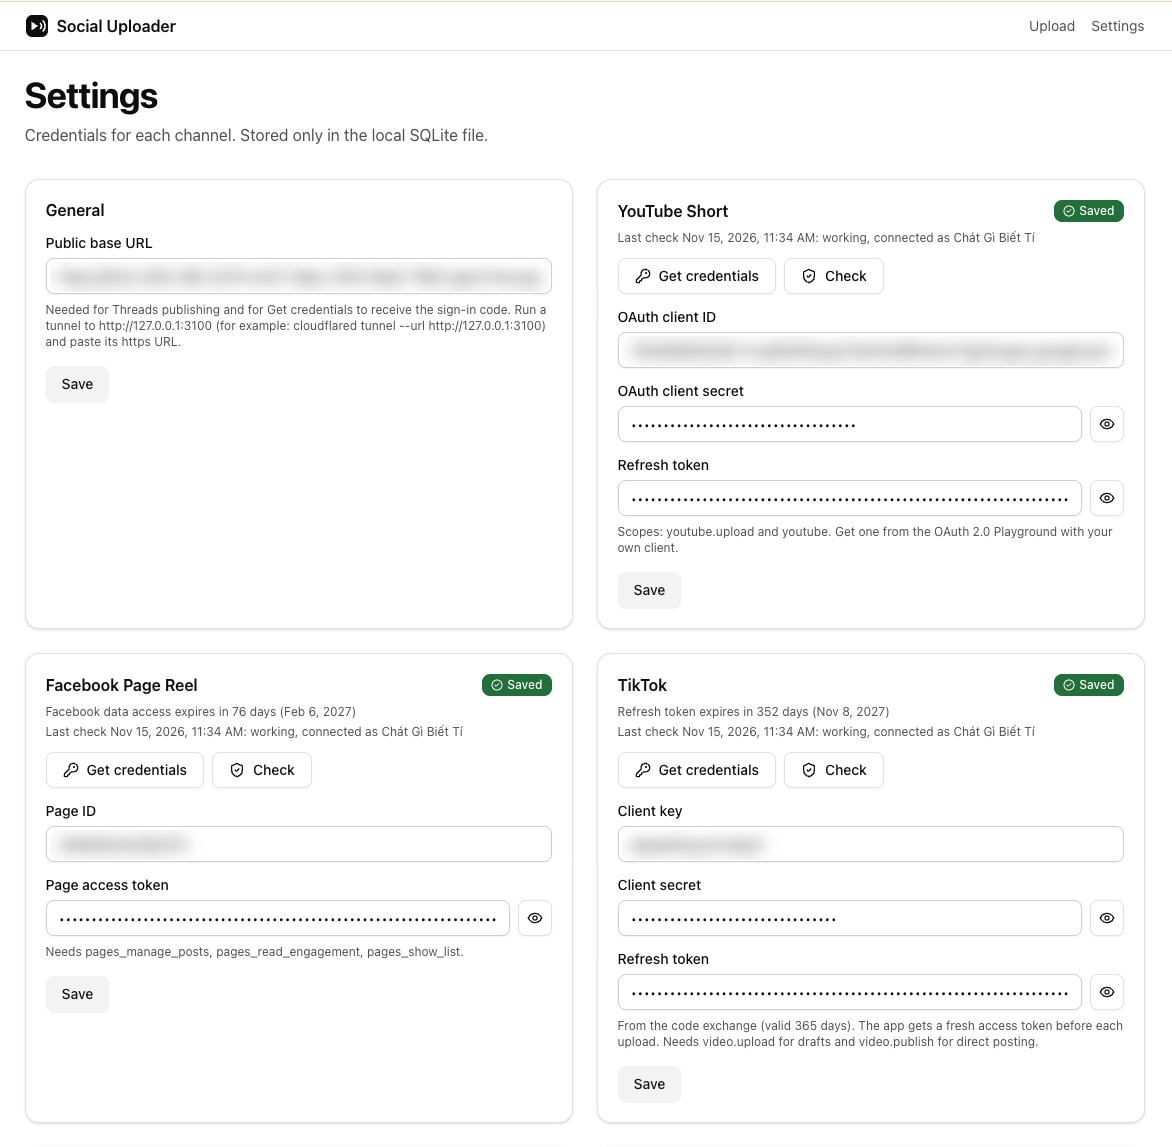 Social Uploader
Upload
Settings
Settings
Credentials for each channel. Stored only in the local SQLite file.
General
Public base URL
Needed for Threads publishing and for Get credentials to receive the sign-in code. Run a
tunnel to http://127.0.0.1:3100 (for example: cloudflared tunnel --url http://127.0.0.1:3100)
and paste its https URL.
Save
YouTube Short
Saved
Last check Nov 15, 2026, 11:34 AM: working, connected as Chát Gì Biết Tí
Get credentials
Check
OAuth client ID
OAuth client secret
Refresh token
Scopes: youtube.upload and youtube. Get one from the OAuth 2.0 Playground with your
own client.
Save
Facebook Page Reel
Saved
Facebook data access expires in 76 days (Feb 6, 2027)
Last check Nov 15, 2026, 11:34 AM: working, connected as Chát Gì Biết Tí
Get credentials
Check
Page ID
Page access token
Needs pages_manage_posts, pages_read_engagement, pages_show_list.
Save
TikTok
Saved
Refresh token expires in 352 days (Nov 8, 2027)
Last check Nov 15, 2026, 11:34 AM: working, connected as Chát Gì Biết Tí
Get credentials
Check
Client key
Client secret
Refresh token
From the code exchange (valid 365 days). The app gets a fresh access token before each
upload. Needs video.upload for drafts and video.publish for direct posting.
Save